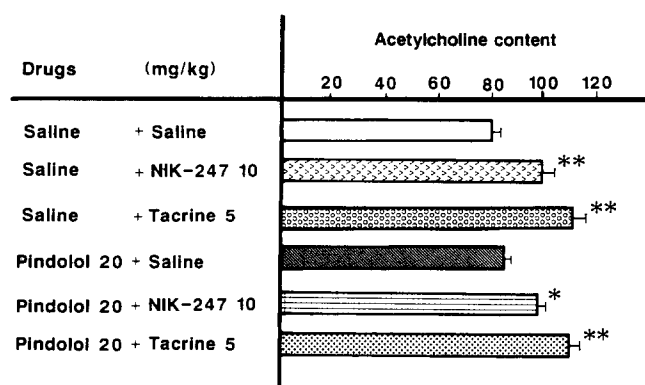 Acetylcholine content
Drugs (mg/kg)
20 40 60 80 100 120
Saline + Saline
Saline + NIK-247 10 **
Saline + Tacrine 5 **
Pindolol 20 + Saline
Pindolol 20 + NIK-247 10 *
Pindolol 20 + Tacrine 5 **